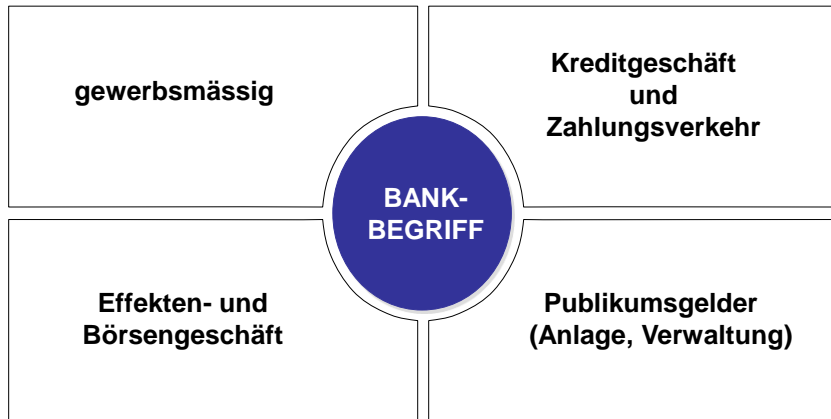 gewerbsmässig
Kreditgeschäft
und
Zahlungsverkehr
BANK-
BEGRIFF
Effekten- und
Börsengeschäft
Publikumsgelder
(Anlage, Verwaltung)